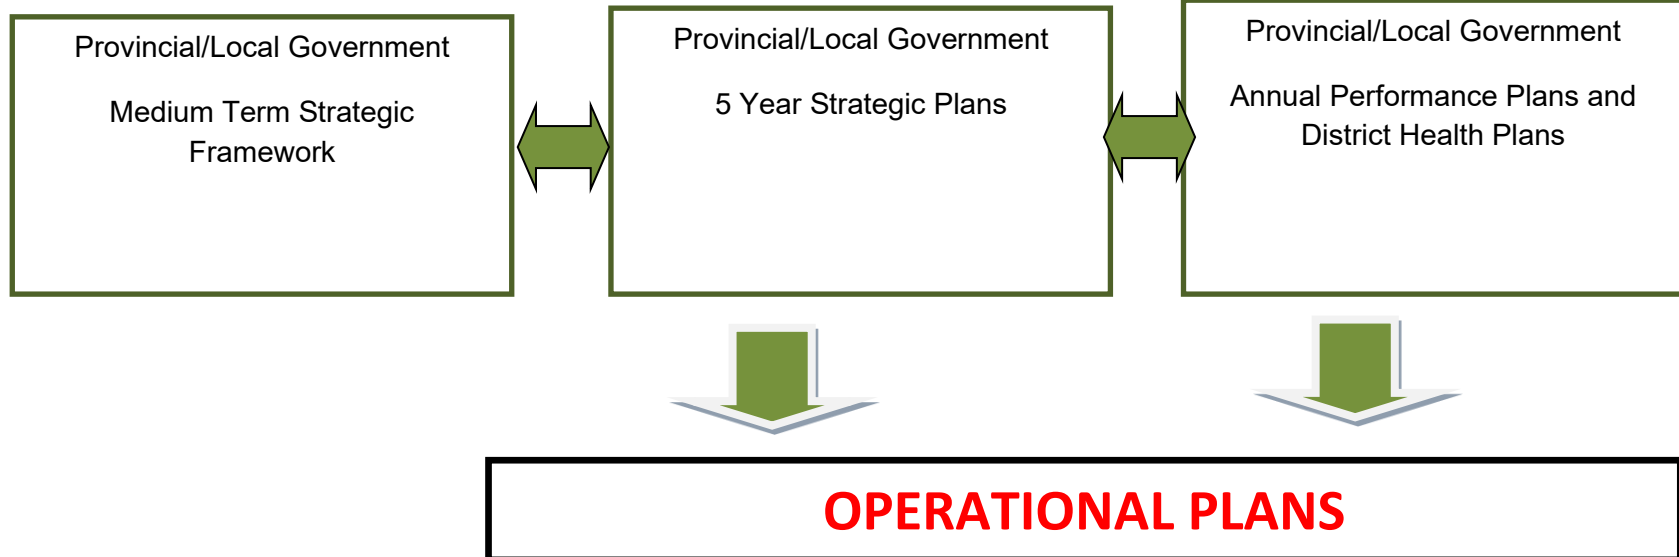 Provincial/Local Government
Medium Term Strategic
Framework
Provincial/Local Government
5 Year Strategic Plans
Provincial/Local Government
Annual Performance Plans and
District Health Plans
OPERATIONAL PLANS